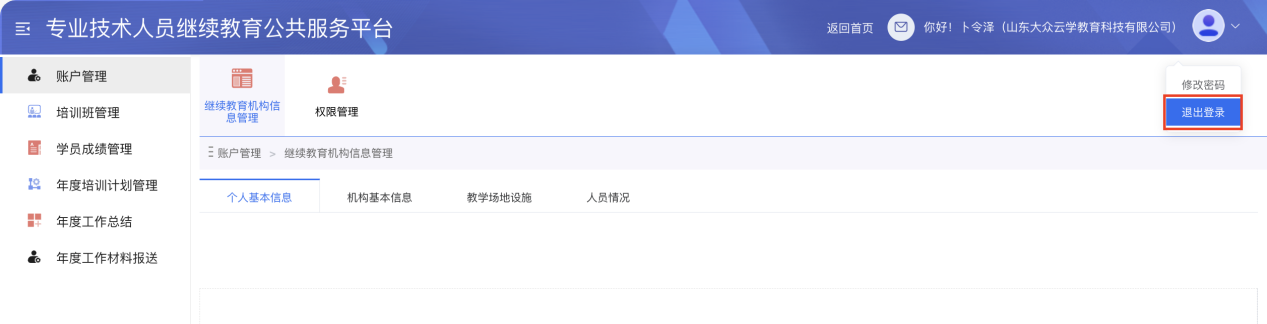 专业技术人员继续教育公共服务平台
返回首页
你好！卜令泽（山东大众云学教育科技有限公司）
修改密码
退出登录
账户管理
培训班管理
学员成绩管理
年度培训计划管理
年度工作总结
年度工作材料报送
继续教育机构信
息管理
权限管理
账户管理 > 继续教育机构信息管理
个人基本信息
机构基本信息
教学场地设施
人员情况